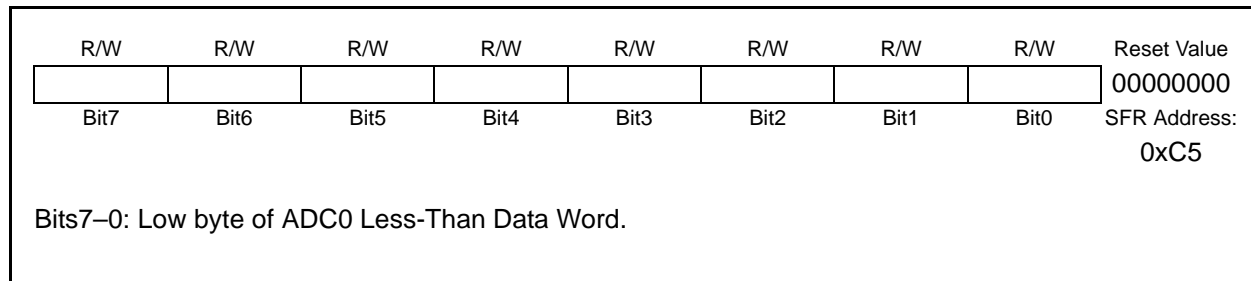 R/W R/W R/W R/W R/W R/W R/W R/W Reset Value
00000000
Bit7 Bit6 Bit5 Bit4 Bit3 Bit2 Bit1 Bit0 SFR Address:
0xC5
Bits7–0: Low byte of ADC0 Less-Than Data Word.